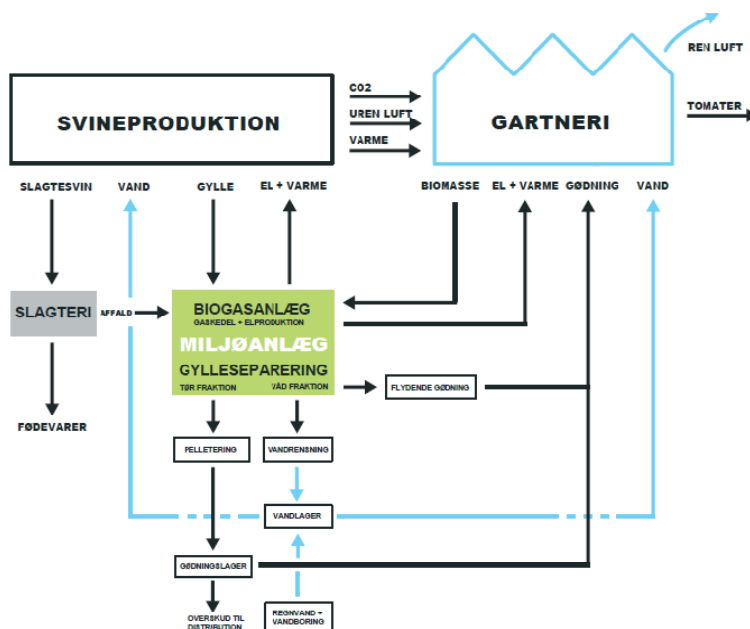 REN LUFT
CO2
SVINEPRODUKTION
UREN LUFT
GARTNERI
TOMATER
VARME
SLAGTESVIN
VAND
GYLLE
EL + VARME
BIOMASSE
EL + VARME
GØDNING
VAND
SLAGTERI
AFFALD
BIOGASANLÆG
GASKEDEL + ELPRODUKTION
MILJØANLÆG
GYLLESEPARERING
TØR FRAKTION
VÅD FRAKTION
FLYDENDE GØDNING
FØDEVARER
PELLETERING
VANDRENSNING
VANDLAGER
GØDNINGSLAGER
OVERSKUD TIL
DISTRIBUTION
REGNVAND +
VANDBORING